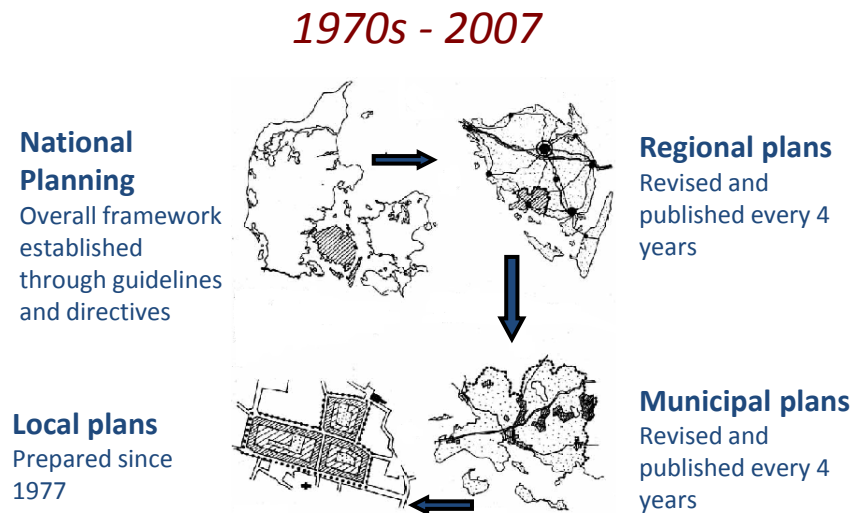 1970s - 2007
National
Planning
Overall framework
established
through guidelines
and directives
Regional plans
Revised and
published every 4
years
Local plans
Prepared since
1977
Municipal plans
Revised and
published every 4
years